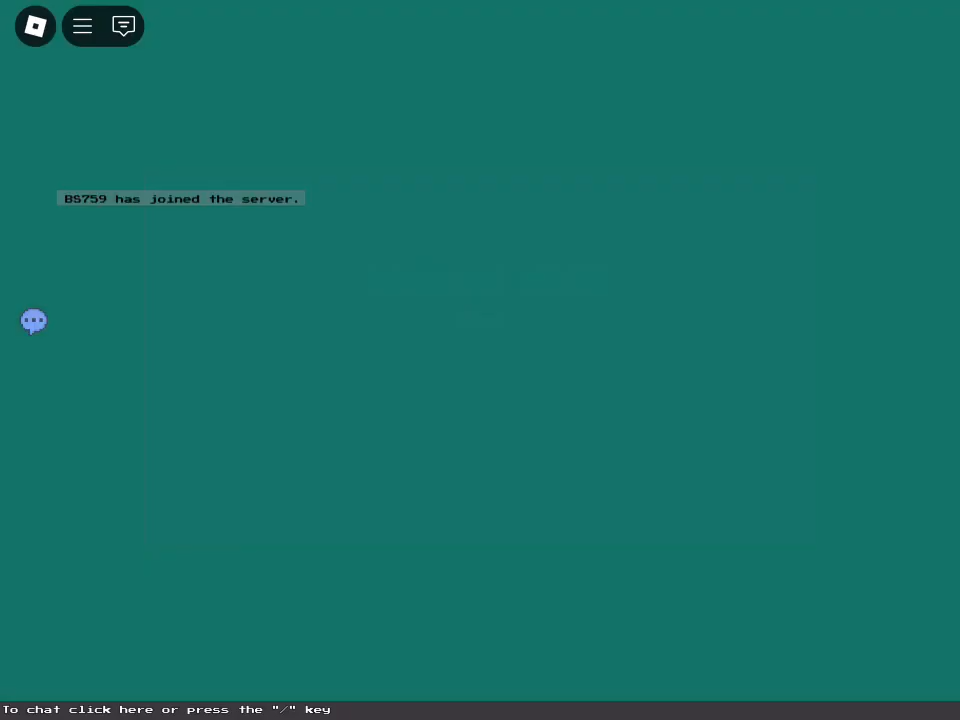 BS759 has joined the server.
To chat click here or press the "/" key